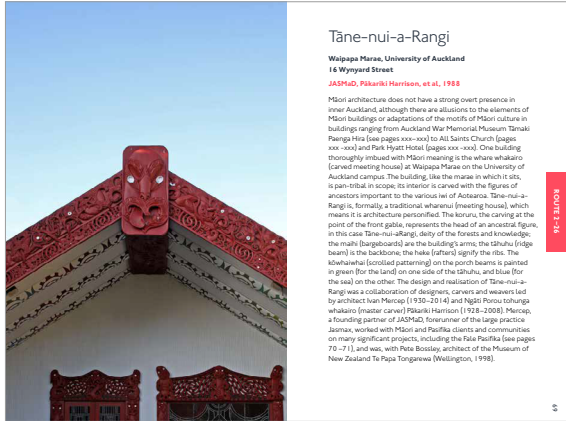 Tāne-nui-a-Rangi
Waipapa Marae, University of Auckland
16 Wynyard Street
JASMaD, Pākariki Harrison, et al, 1988
Māori architecture does not have a strong overt presence in
inner Auckland, although there are allusions to the elements of
Māori buildings or adaptations of the motifs of Māori culture in
buildings ranging from Auckland War Memorial Museum Tāmaki
Paenga Hira (see pages xxx–xxx) to All Saints Church (pages
xxx -xxx) and Park Hyatt Hotel (pages xxx -xxx). One building
thoroughly imbued with Māori meaning is the whare whakairo
(carved meeting house) at Waipapa Marae on the University of
Auckland campus .The building, like the marae in which it sits,
is pan-tribal in scope; its interior is carved with the figures of
ancestors important to the various iwi of Aotearoa. Tāne-nui-a-
Rangi is, formally, a traditional wharenui (meeting house), which
means it is architecture personified. The koruru, the carving at the
point of the front gable, represents the head of an ancestral figure,
in this case Tāne-nui-aRangi, deity of the forests and knowledge;
the maihi (bargeboards) are the building's arms; the tāhuhu (ridge
beam) is the backbone; the heke (rafters) signify the ribs. The
kōwhaiwhai (scrolled patterning) on the porch beams is painted
in green (for the land) on one side of the tāhuhu, and blue (for
the sea) on the other. The design and realisation of Tāne-nui-a-
Rangi was a collaboration of designers, carvers and weavers led
by architect Ivan Mercep (1930–2014) and Ngāti Porou tohunga
whakairo (master carver) Pākariki Harrison (1928–2008). Mercep,
a founding partner of JASMaD, forerunner of the large practice
Jasmax, worked with Māori and Pasifika clients and communities
on many significant projects, including the Fale Pasifika (see pages
70 -71), and was, with Pete Bossley, architect of the Museum of
New Zealand Te Papa Tongarewa (Wellington, 1998).
ROUTE 2 -26
69